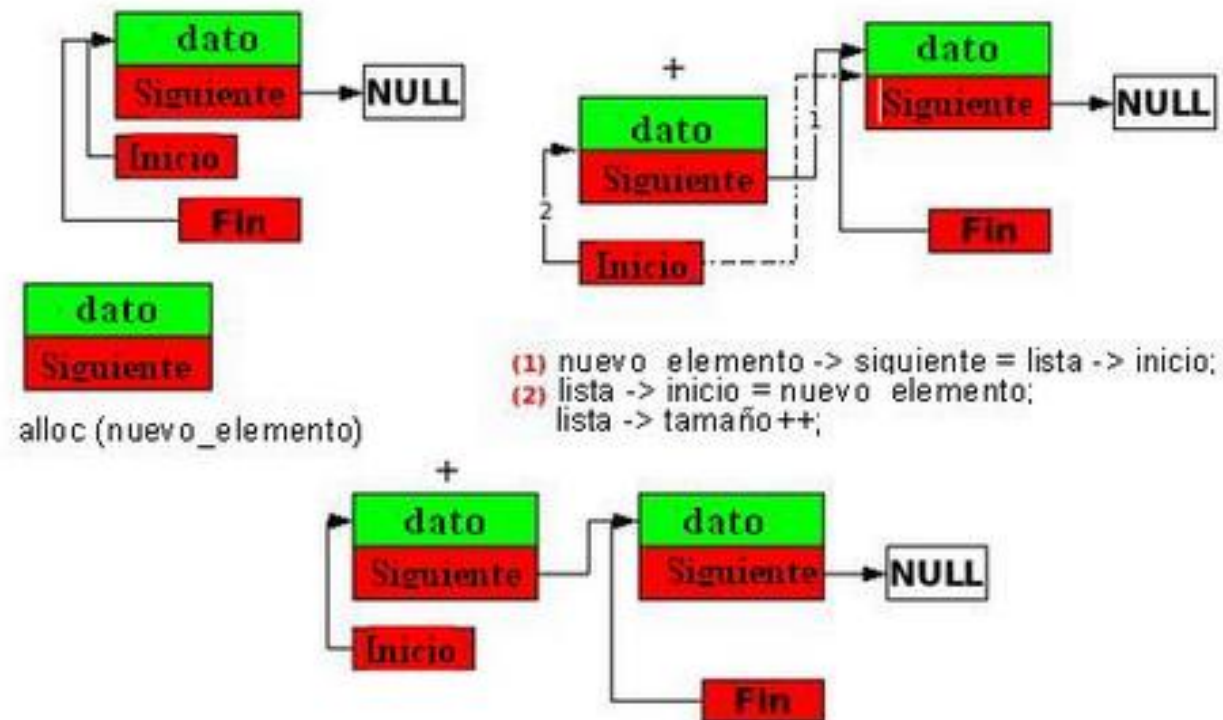 dato
Siguiente
NULL
Inicio
Fin
dato
Siguiente
alloc (nuevo_elemento)
+
dato
Siguiente
1
2
Inicio
dato
Siguiente
NULL
Fin
(1) nuevo elemento -> siguiente = lista -> inicio;
(2) lista -> inicio = nuevo elemento;
lista -> tamaño++;
+
dato
Siguiente
Inicio
dato
Siguiente
NULL
Fin